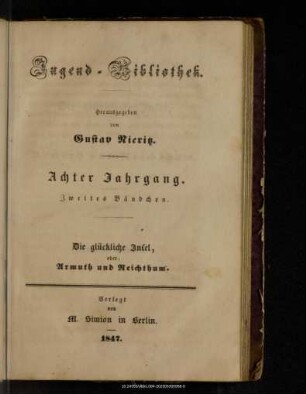 Jugend-Bibliothek.
Herausgegeben
von
Gustav Nieritz.
Achter Jahrgang.
Zweites Bändchen.
Die glückliche Insel,
oder:
Armuth und Reichthum.
Verlegt
von
M. Simion in Berlin.
1847.